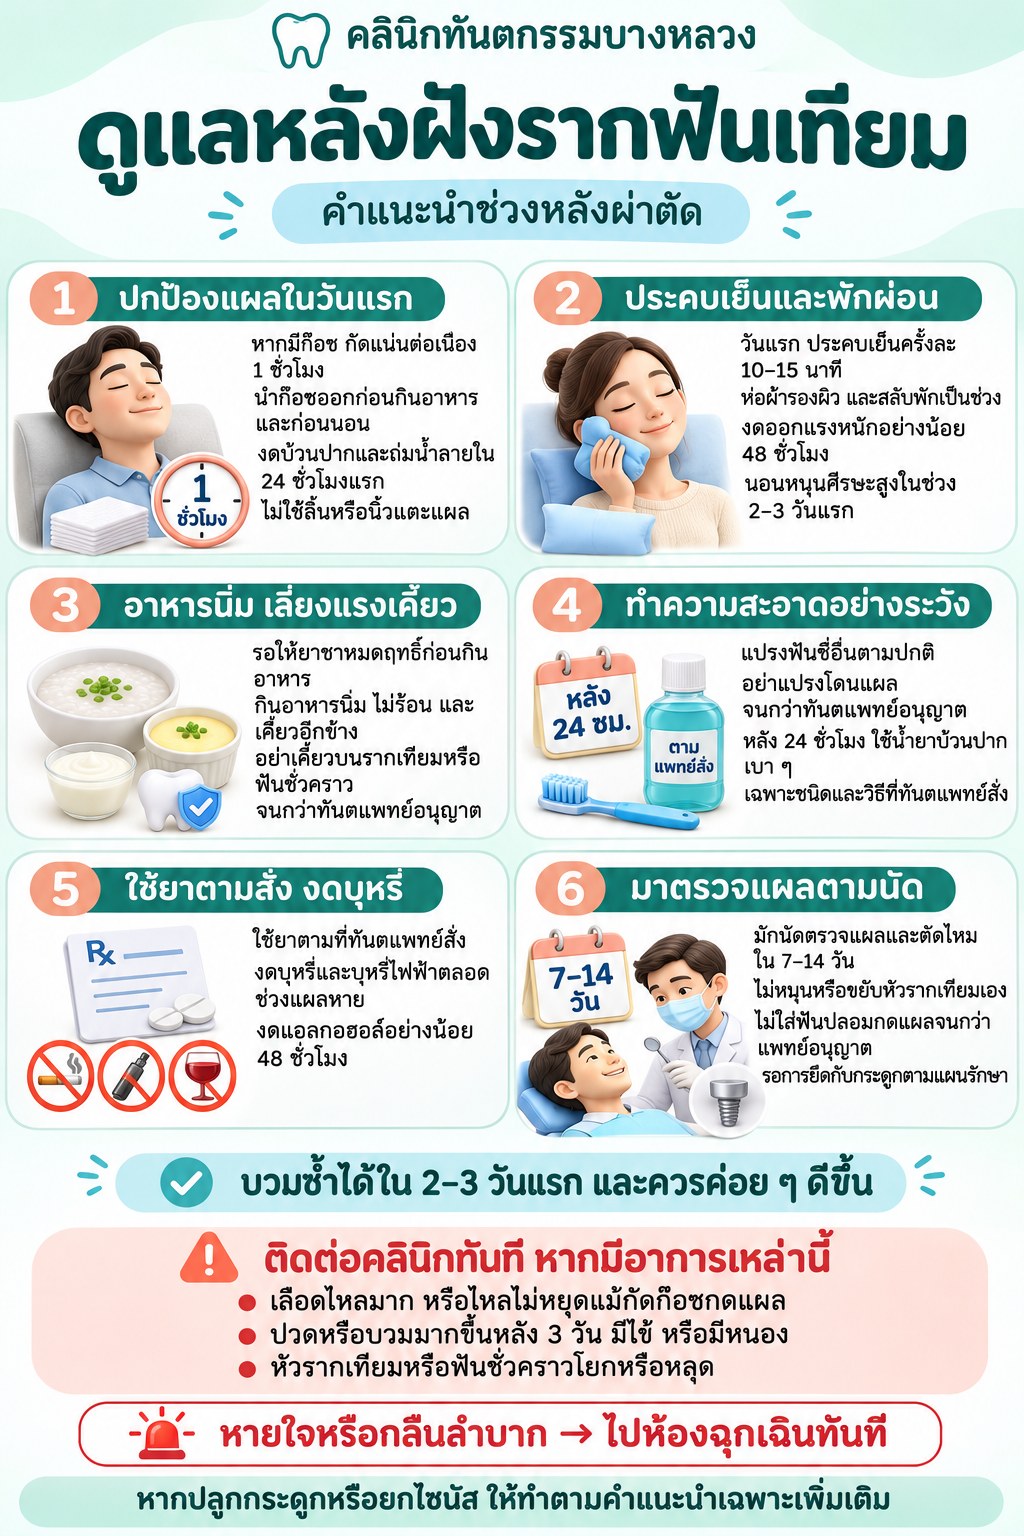 คลินิกทันตกรรมบางหลวง
ดูแลหลังฝังรากฟันเทียม
คำแนะนำช่วงหลังผ่าตัด
1 ปกป้องแผลในวันแรก
หากมีก๊อซ กัดแน่นต่อเนื่อง
1 ชั่วโมง
นำก๊อซออกก่อนกินอาหาร
และก่อนนอน
งดบ้วนปากและถ่มน้ำลายใน
24 ชั่วโมงแรก
ไม่ใช้ลิ้นหรือนิ้วแตะแผล
1
ชั่วโมง
2 ประคบเย็นและพักผ่อน
วันแรก ประคบเย็นครั้งละ
10–15 นาที
ห่อผ้ารองผิว และสลับพักเป็นช่วง
งดออกแรงหนักอย่างน้อย
48 ชั่วโมง
นอนหนุนศีรษะสูงในช่วง
2–3 วันแรก
3 อาหารนิ่ม เลี่ยงแรงเคี้ยว
รอให้ยาชาหมดฤทธิ์ก่อนกิน
อาหาร
กินอาหารนิ่ม ไม่ร้อน และ
เคี้ยวอีกข้าง
อย่าเคี้ยวบนรากเทียมหรือ
ฟันชั่วคราว
จนกว่าทันตแพทย์อนุญาต
4 ทำความสะอาดอย่างระวัง
หลัง
24 ชม.
ตาม
แพทย์สั่ง
แปรงฟันซี่อื่นตามปกติ
อย่าแปรงโดนแผล
จนกว่าทันตแพทย์อนุญาต
หลัง 24 ชั่วโมง ใช้น้ำยาบ้วนปาก
เบา ๆ
เฉพาะชนิดและวิธีที่ทันตแพทย์สั่ง
5 ใช้ยาตามสั่ง งดบุหรี่
Rx
ใช้ยาตามที่ทันตแพทย์สั่ง
งดบุหรี่และบุหรี่ไฟฟ้าตลอด
ช่วงแผลหาย
งดแอลกอฮอล์อย่างน้อย
48 ชั่วโมง
6 มาตรวจแผลตามนัด
7–14
วัน
มักนัดตรวจแผลและตัดไหม
ใน 7–14 วัน
ไม่หมุนหรือขยับหัวรากเทียมเอง
ไม่ใส่ฟันปลอมกดแผลจนกว่า
แพทย์อนุญาต
รอการยึดกับกระดูกตามแผนรักษา
บวมช้ำได้ใน 2–3 วันแรก และควรค่อย ๆ ดีขึ้น
ติดต่อคลินิกทันที หากมีอาการเหล่านี้
● เลือดไหลมาก หรือไหลไม่หยุดแม้กัดก๊อซกดแผล
● ปวดหรือบวมมากขึ้นหลัง 3 วัน มีไข้ หรือมีหนอง
● หัวรากเทียมหรือฟันชั่วคราวโยกหรือหลุด
หายใจหรือกลืนลำบาก → ไปห้องฉุกเฉินทันที
หากปลูกกระดูกหรือยกไซนัส ให้ทำตามคำแนะนำเฉพาะเพิ่มเติม